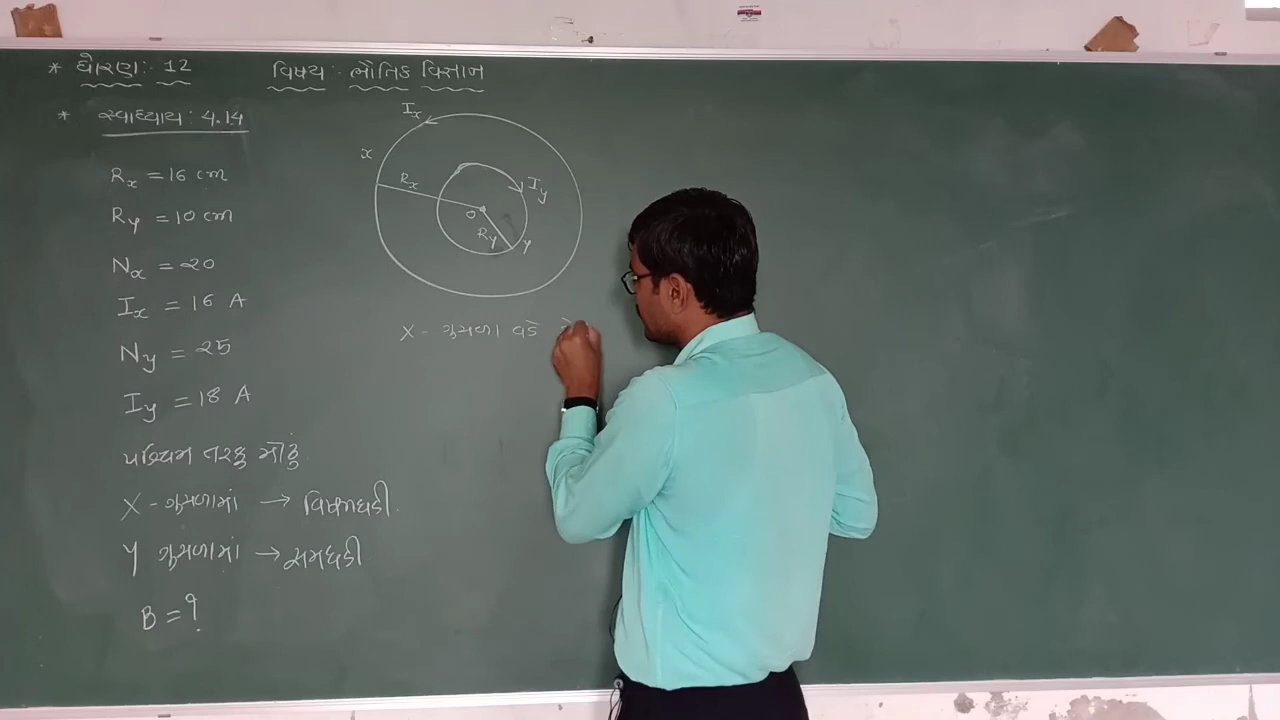 * ધોરણ: 12
વિષય: ભૌતિક વિજ્ઞાન
* સ્વાધ્યાય: 4.14
Rx = 16 cm
Ry = 10 cm
Nx = 20
Ix = 16 A
Ny = 25
Iy = 18 A
પશ્ચિમ તરફ મોઢું
X - ગૂંચળામાં → વિષમઘડી.
Y ગૂંચળામાં → સમઘડી
B = ?
Ix
x
Rx
Iy
O
Ry
Y
X - ગૂંચળા વડે